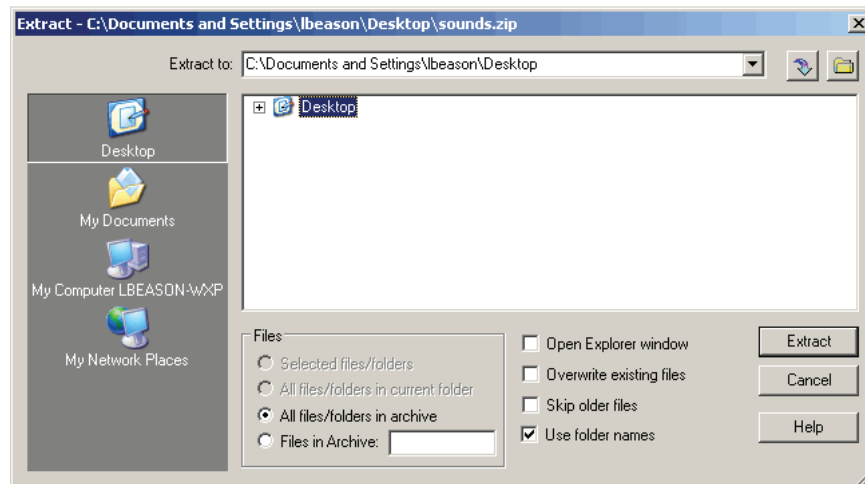 Extract - C:\Documents and Settings\lbeason\Desktop\sounds.zip
Extract to: C:\Documents and Settings\lbeason\Desktop
Desktop
My Documents
My Computer LBEASON-WXP
My Network Places
Desktop
Files
Selected files/folders
All files/folders in current folder
All files/folders in archive
Files in Archive:
Open Explorer window
Overwrite existing files
Skip older files
Use folder names
Extract
Cancel
Help